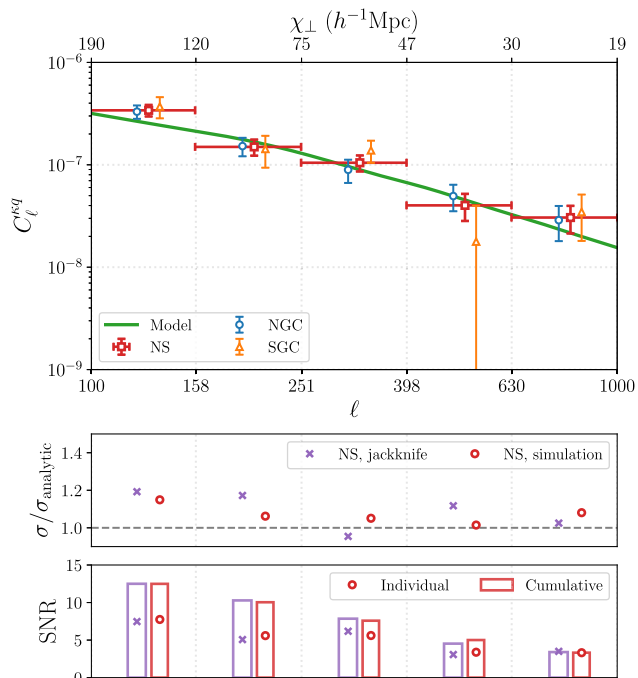 χ⊥ (h⁻¹Mpc)
190 120 75 47 30 19
10⁻⁶
10⁻⁷
10⁻⁸
10⁻⁹
C_ℓ^{κq}
Model NGC
NS SGC
100 158 251 398 630 1000
ℓ
σ/σ_analytic
1.4
1.2
1.0
NS, jackknife NS, simulation
SNR
15
10
5
0
Individual Cumulative